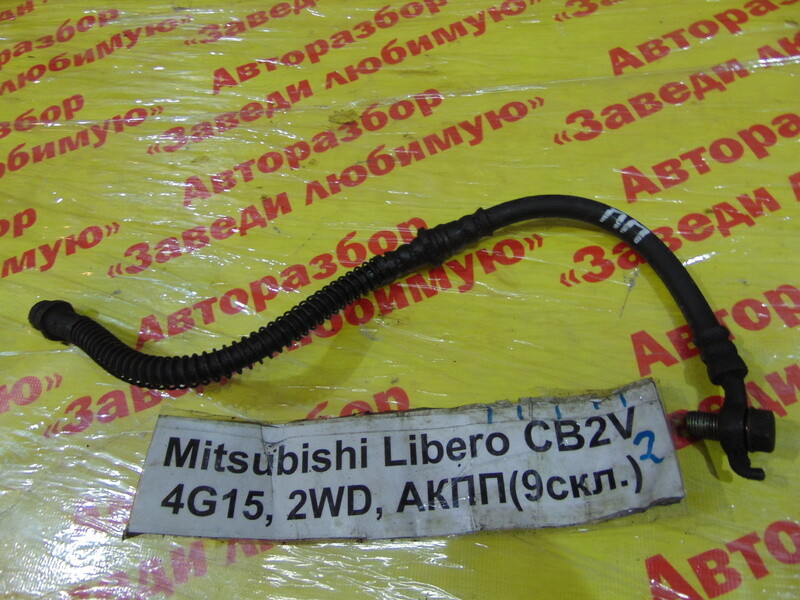 Авторазбор
«Заведи любимую»
Авторазбор
«Заведи любимую»
Авторазбор
«Заведи любимую»
Авторазбор
«Заведи любимую»
Авторазбор
«Заведи любимую»
ПП
Mitsubishi Libero CB2V
4G15, 2WD, АКПП(9скл.)
2